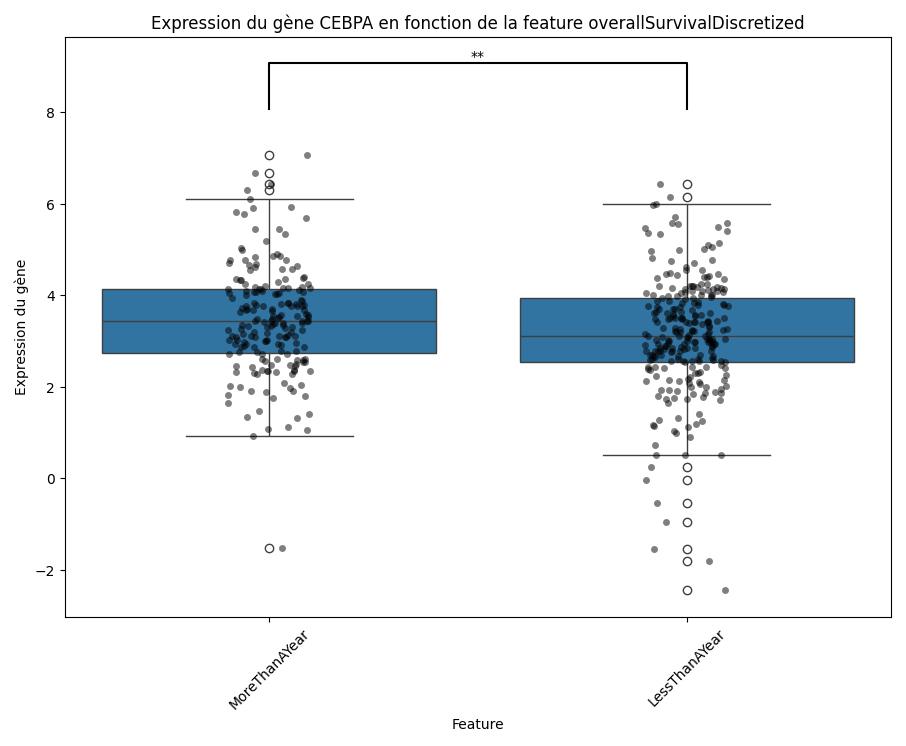 Expression du gène CEBPA en fonction de la feature overallSurvivalDiscretized
**
8
6
4
2
0
−2
Expression du gène
MoreThanAYear
LessThanAYear
Feature